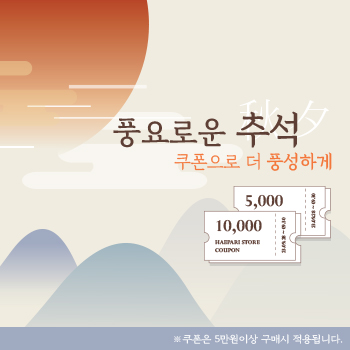 秋夕
풍요로운 추석
쿠폰으로 더 풍성하게
5,000
10,000
HAEPARI STORE
COUPON
※ 쿠폰은 5만원이상 구매시 적용됩니다.